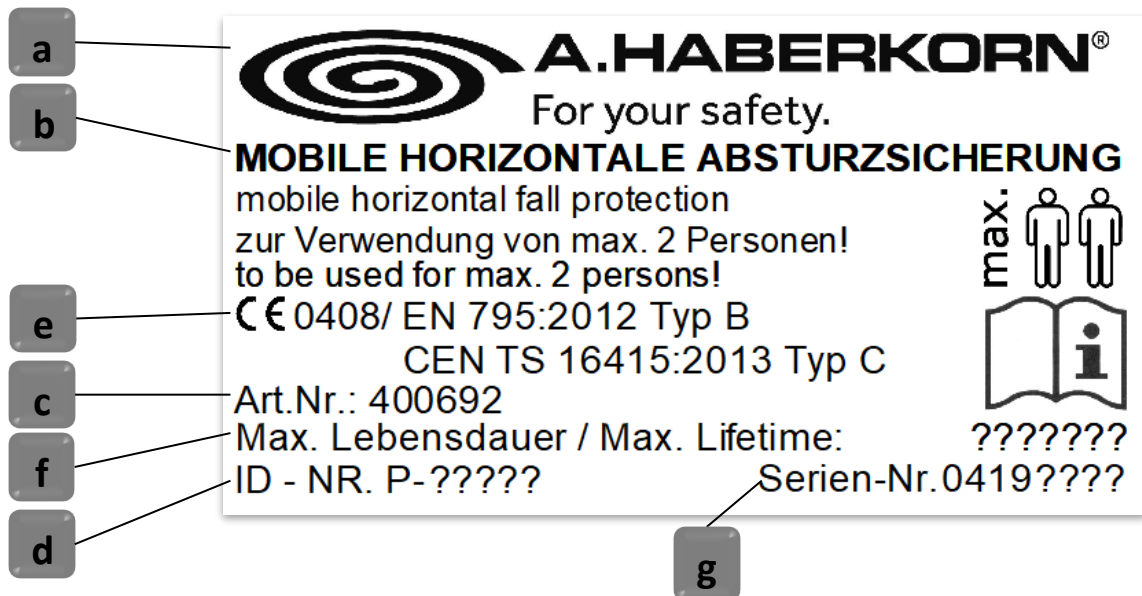 a
A.HABERKORN®
For your safety.
b
MOBILE HORIZONTALE ABSTURZSICHERUNG
mobile horizontal fall protection
zur Verwendung von max. 2 Personen!
to be used for max. 2 persons!
max.
e
CE 0408/ EN 795:2012 Typ B
CEN TS 16415:2013 Typ C
i
c
Art.Nr.: 400692
f
Max. Lebensdauer / Max. Lifetime: ???????
d
ID - NR. P-????? Serien-Nr.0419????
g